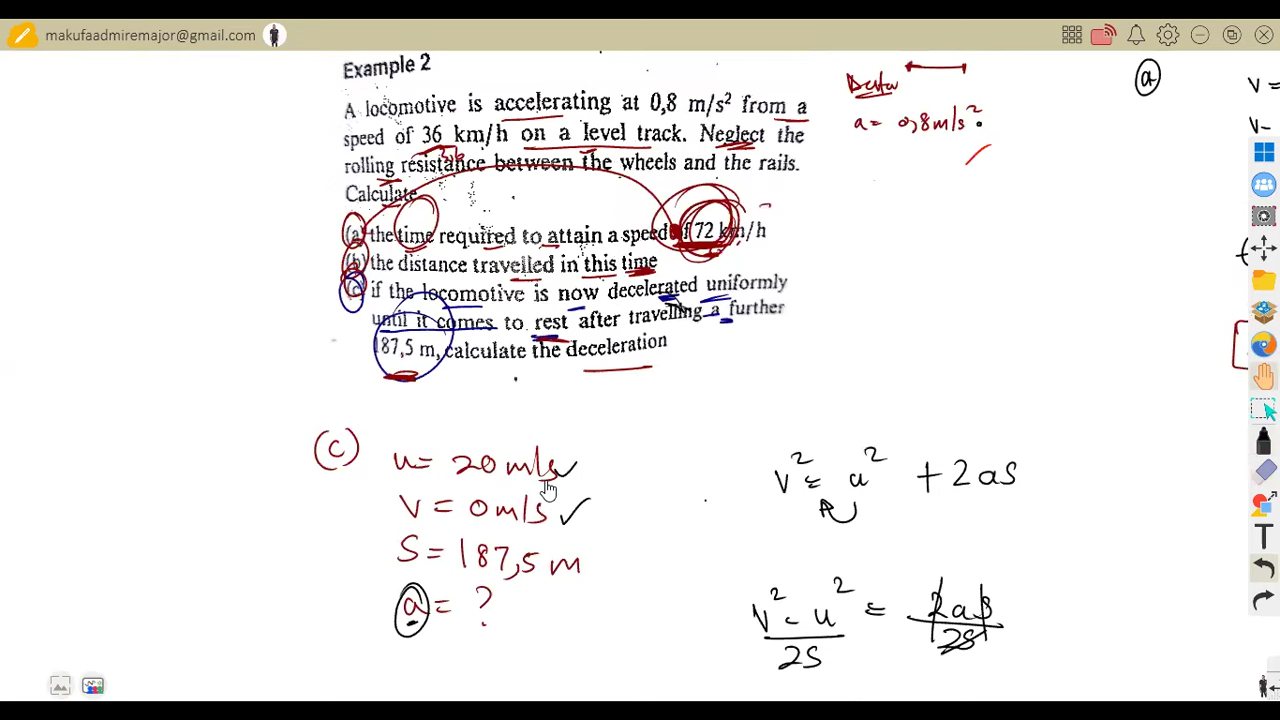 makufaadmiremajor@gmail.com
Example 2
A locomotive is accelerating at 0,8 m/s² from a
speed of 36 km/h on a level track. Neglect the
rolling resistance between the wheels and the rails.
Calculate
(a) the time required to attain a speed of 72 km/h
(b) the distance travelled in this time
(c) if the locomotive is now decelerated uniformly
until it comes to rest after travelling a further
187,5 m, calculate the deceleration
Data
a = 0,8m/s²
(a)
V =
V-
(c)
u= 20 m/s
V = 0m/s
S = 187,5 m
a = ?
V² = u² + 2as
V² - u² = 2as
2S 2S
T